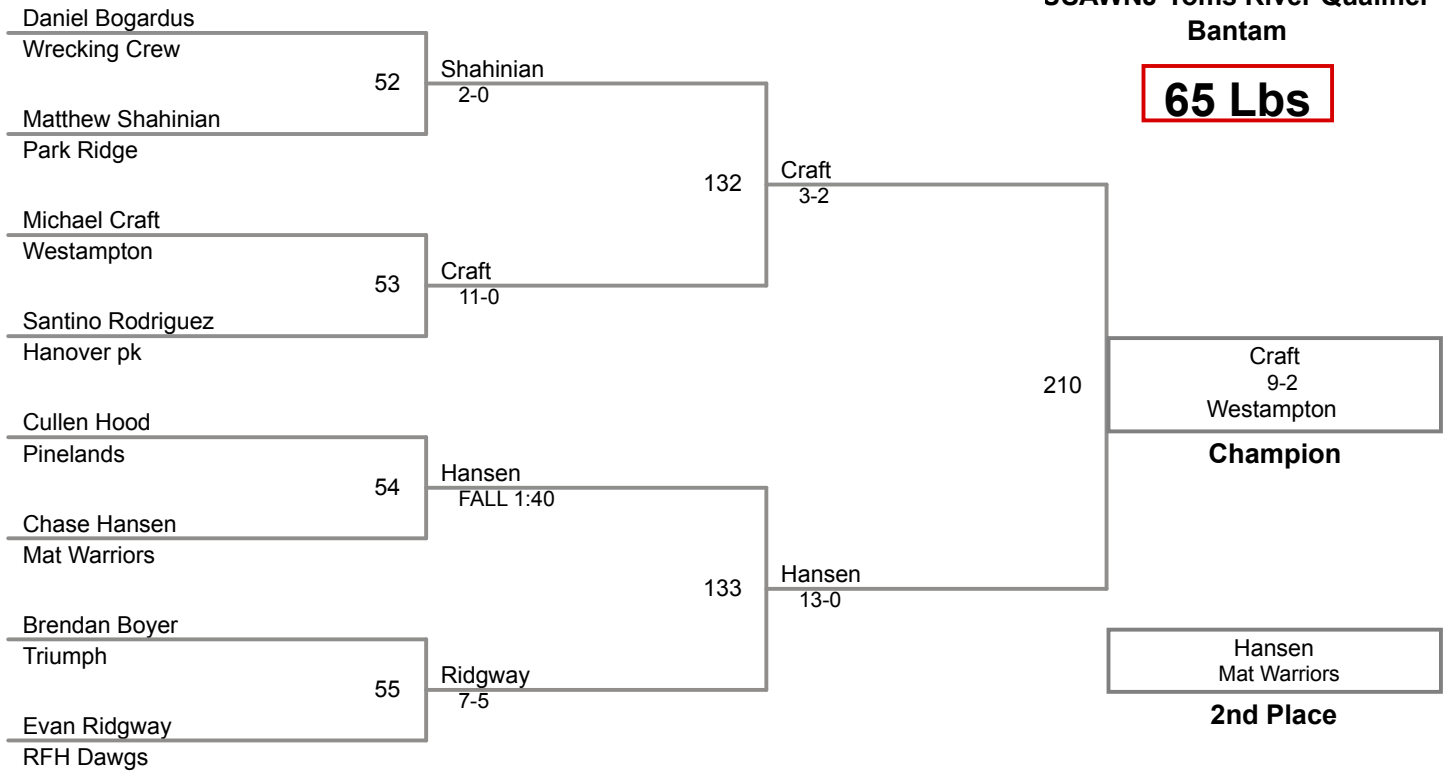 Bantam
65 Lbs
Daniel Bogardus
Wrecking Crew
52
Matthew Shahinian
Park Ridge
Shahinian
2-0
Michael Craft
Westampton
53
Santino Rodriguez
Hanover pk
Craft
11-0
132
Craft
3-2
Cullen Hood
Pinelands
54
Chase Hansen
Mat Warriors
Hansen
FALL 1:40
Brendan Boyer
Triumph
55
Evan Ridgway
RFH Dawgs
Ridgway
7-5
133
Hansen
13-0
210
Craft
9-2
Westampton
Champion
Hansen
Mat Warriors
2nd Place